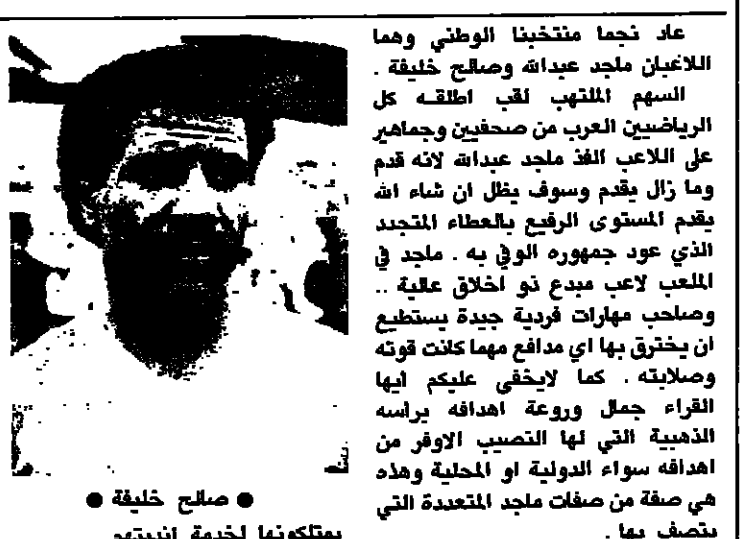 عاد نجما منتخبنا الوطني وهما
اللاعبان ماجد عبدالله وصالح خليفة .
السهم الملتهب لقب اطلقه كل
الرياضيين العرب من صحفيين وجماهير
على اللاعب الفذ ماجد عبدالله لانه قدم
وما زال يقدم وسوف يظل ان شاء الله
يقدم المستوى الرفيع بالعطاء المتجدد
الذي عود جمهوره الوفي به . ماجد في
الملعب لاعب مبدع ذو اخلاق عالية ..
وصاحب مهارات فردية جيدة يستطيع
ان يخترق بها اي مدافع مهما كانت قوته
وصلابته . كما لايخفى عليكم ايها
القراء جمال وروعة اهدافه براسه
الذهبية التي لها النصيب الاوفر من
اهدافه سواء الدولية او المحلية وهذه
هي صفة من صفات ماجد المتعددة التي
يتصف بها .
● صالح خليفة ●
يمتلكونها لخدمة انديتهم